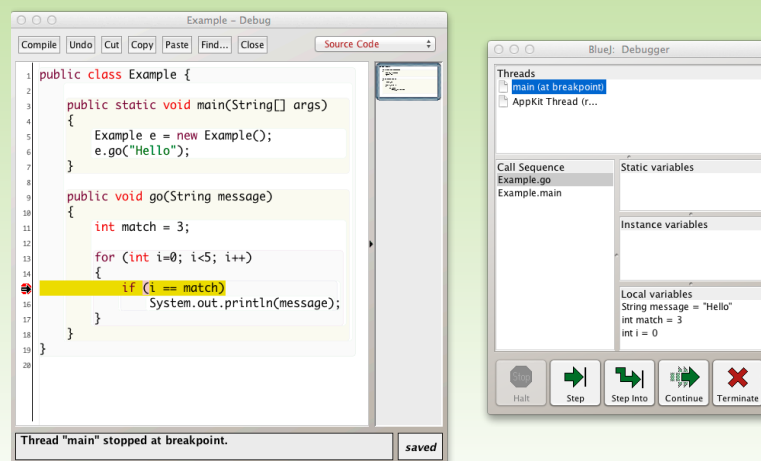 Example – Debug
Compile Undo Cut Copy Paste Find... Close Source Code
1 public class Example {
2
3 public static void main(String[] args)
4 {
5 Example e = new Example();
6 e.go("Hello");
7 }
8
9 public void go(String message)
10 {
11 int match = 3;
12
13 for (int i=0; i<5; i++)
14 {
if (i == match)
16 System.out.println(message);
17 }
18 }
19 }
20
Thread "main" stopped at breakpoint.
saved
BlueJ: Debugger
Threads
main (at breakpoint)
AppKit Thread (r...
Call Sequence
Example.go
Example.main
Static variables
Instance variables
Local variables
String message = "Hello"
int match = 3
int i = 0
Stop
Halt Step Step Into Continue Terminate